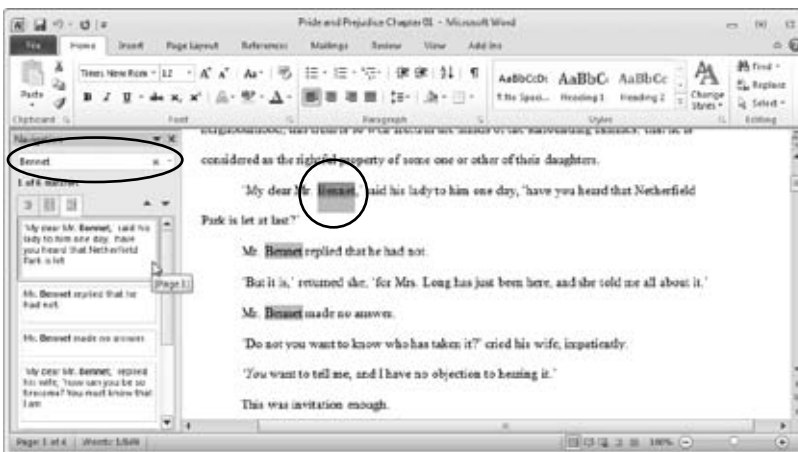 Pride and Prejudice Chapter 01 - Microsoft Word
File Home Insert Page Layout References Mailings Review View Add-Ins
Times New Rom 12
Paste
B I U abc x, x²
AaBbCcDc AaBbC AaBbCc
Heading 1 Heading 2
Change Styles
Find
Replace
Select
Clipboard Font Paragraph Styles Editing
Bennet
1 of 6 matches
'My dear Mr. Bennet,' said his
lady to him one day, 'have
you heard that Netherfield
Park is let
Page 1
Mr. Bennet replied that he
had not.
Mr. Bennet made no answer.
'My dear Mr. Bennet,' replied
his wife, 'how can you be so
tiresome? You must know that
I am
considered as the rightful property of some one or other of their daughters.
'My dear Mr. Bennet,' said his lady to him one day, 'have you heard that Netherfield
Park is let at last?'
Mr. Bennet replied that he had not.
'But it is,' returned she, 'for Mrs. Long has just been here, and she told me all about it.'
Mr. Bennet made no answer.
'Do not you want to know who has taken it?' cried his wife, impatiently.
'You want to tell me, and I have no objection to hearing it.'
This was invitation enough.
Page: 1 of 4
100%